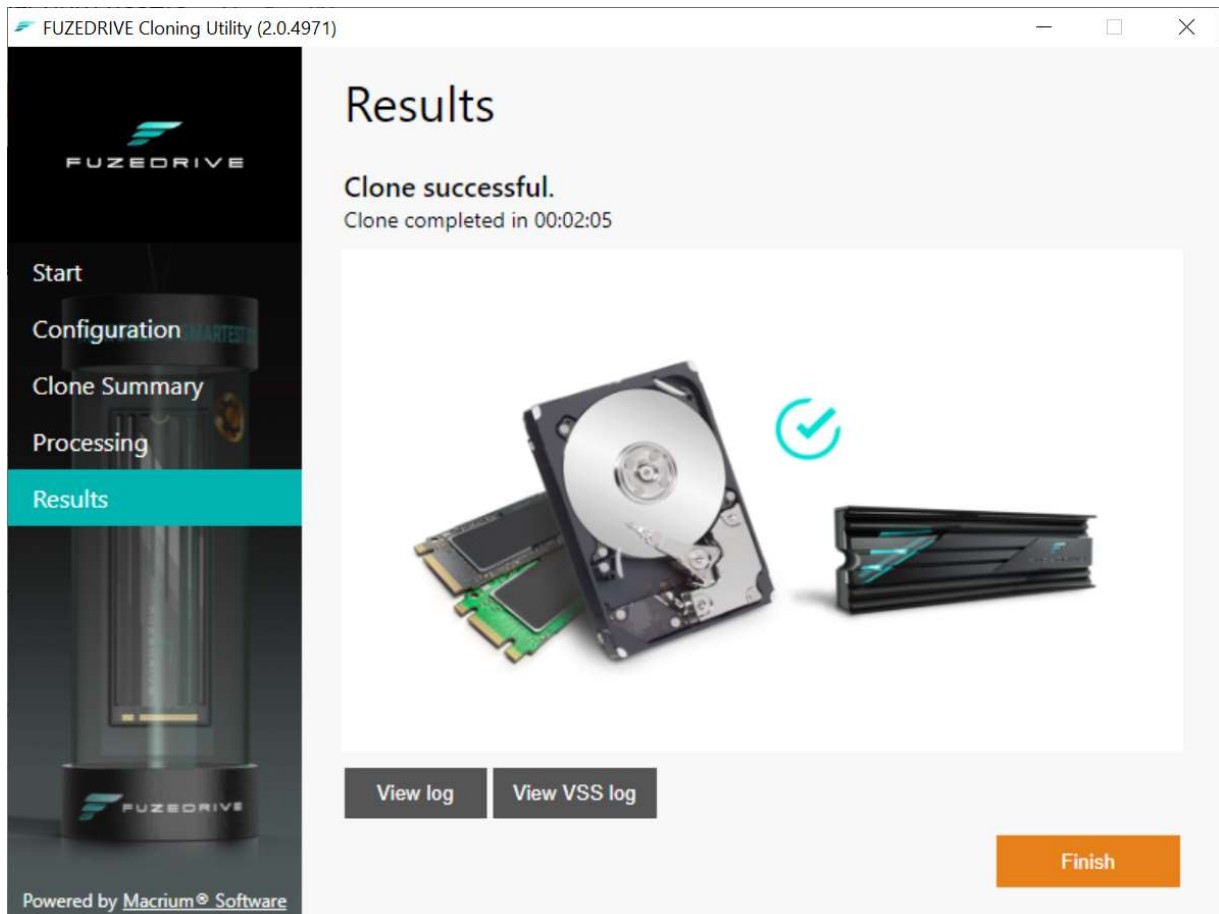 FUZEDRIVE Cloning Utility (2.0.4971)
FUZEDRIVE
Start
Configuration
SMARTEST
Clone Summary
Processing
Results
FUZEDRIVE
Powered by Macrium® Software
Results
Clone successful.
Clone completed in 00:02:05
View log
View VSS log
Finish